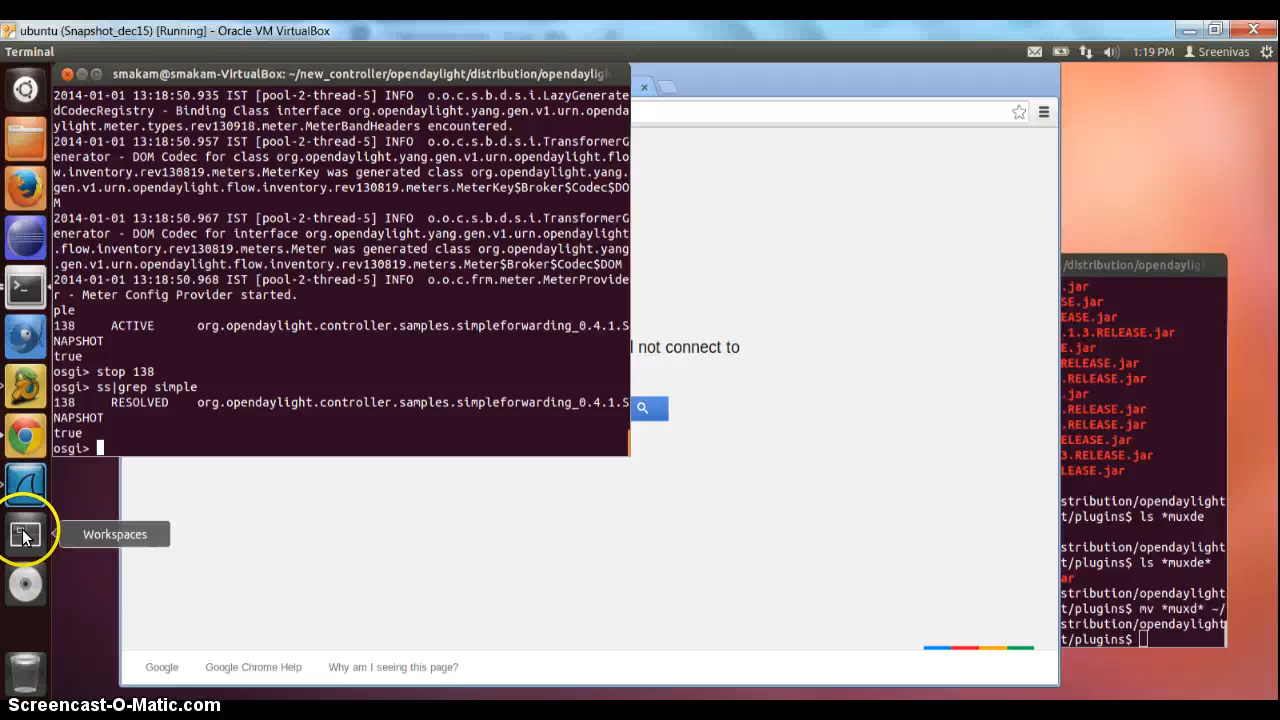 ubuntu (Snapshot_dec15) [Running] - Oracle VM VirtualBox
Terminal
1:19 PM
Sreenivas
smakam@smakam-VirtualBox: ~/new_controller/opendaylight/distribution/opendaylig
2014-01-01 13:18:50.935 IST [pool-2-thread-5] INFO  o.o.c.s.b.d.s.i.LazyGenerate
dCodecRegistry - Binding Class interface org.opendaylight.yang.gen.v1.urn.openda
ylight.meter.types.rev130918.meter.MeterBandHeaders encountered.
2014-01-01 13:18:50.957 IST [pool-2-thread-5] INFO  o.o.c.s.b.d.s.i.TransformerG
enerator - DOM Codec for class org.opendaylight.yang.gen.v1.urn.opendaylight.flo
w.inventory.rev130819.meters.MeterKey was generated class org.opendaylight.yang.
gen.v1.urn.opendaylight.flow.inventory.rev130819.meters.MeterKey$Broker$Codec$DO
M
2014-01-01 13:18:50.967 IST [pool-2-thread-5] INFO  o.o.c.s.b.d.s.i.TransformerG
enerator - DOM Codec for interface org.opendaylight.yang.gen.v1.urn.opendaylight
.flow.inventory.rev130819.meters.Meter was generated class org.opendaylight.yang
.gen.v1.urn.opendaylight.flow.inventory.rev130819.meters.Meter$Broker$Codec$DOM
2014-01-01 13:18:50.968 IST [pool-2-thread-5] INFO  o.o.c.frm.meter.MeterProvide
r - Meter Config Provider started.
ple
138 ACTIVE org.opendaylight.controller.samples.simpleforwarding_0.4.1.S
NAPSHOT
true
osgi> stop 138
osgi> ss|grep simple
138 RESOLVED org.opendaylight.controller.samples.simpleforwarding_0.4.1.S
NAPSHOT
true
osgi>
l not connect to
/distribution/opendaylig
.jar
SE.jar
EASE.jar
.1.3.RELEASE.jar
E.jar
RELEASE.jar
.RELEASE.jar
.jar
.RELEASE.jar
.RELEASE.jar
ELEASE.jar
3.RELEASE.jar
LEASE.jar
stribution/opendaylight
t/plugins$ ls *muxde
stribution/opendaylight
t/plugins$ ls *muxde*
ar
stribution/opendaylight
t/plugins$ mv *muxd* ~/
stribution/opendaylight
t/plugins$
Workspaces
Google
Google Chrome Help
Why am I seeing this page?
Screencast-O-Matic.com